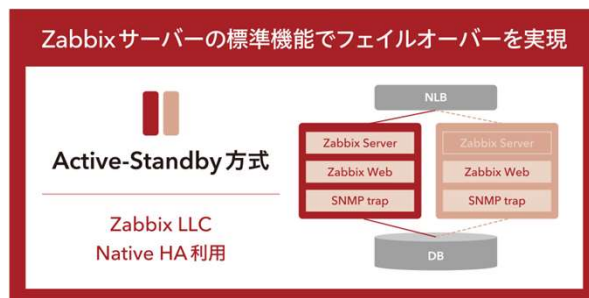 Zabbixサーバーの標準機能でフェイルオーバーを実現
Active-Standby方式
Zabbix LLC
Native HA利用
NLB
Zabbix Server
Zabbix Web
SNMP trap
Zabbix Server
Zabbix Web
SNMP trap
DB